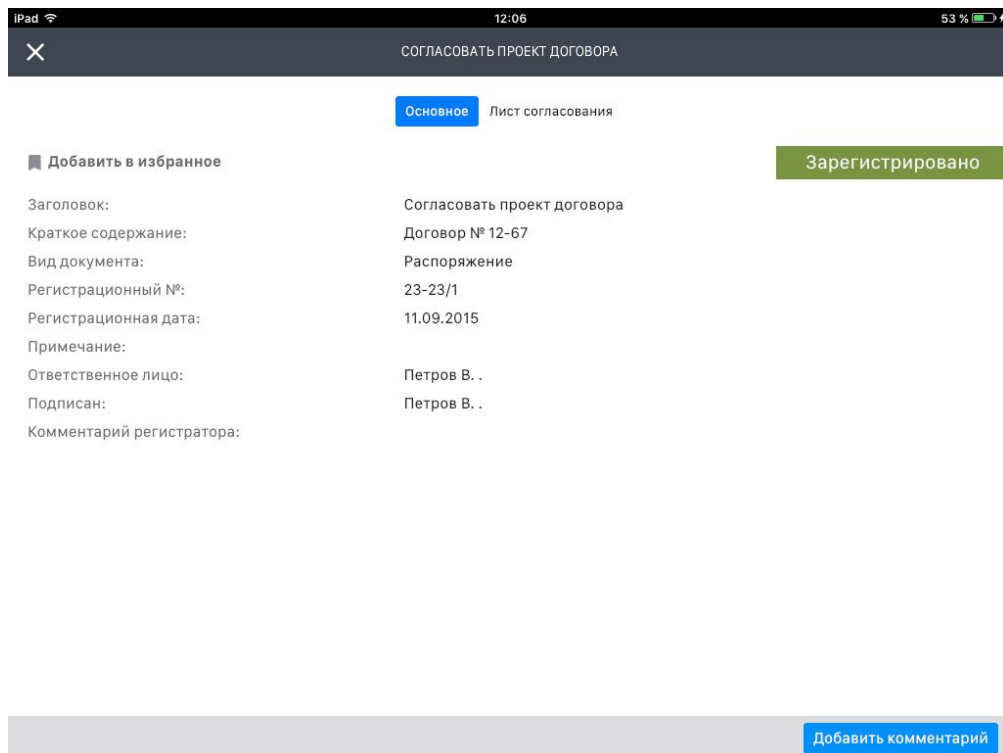 iPad 12:06 53 %
СОГЛАСОВАТЬ ПРОЕКТ ДОГОВОРА
Основное Лист согласования
Добавить в избранное Зарегистрировано
Заголовок: Согласовать проект договора
Краткое содержание: Договор № 12-67
Вид документа: Распоряжение
Регистрационный №: 23-23/1
Регистрационная дата: 11.09.2015
Примечание:
Ответственное лицо: Петров В. .
Подписан: Петров В. .
Комментарий регистратора:
Добавить комментарий